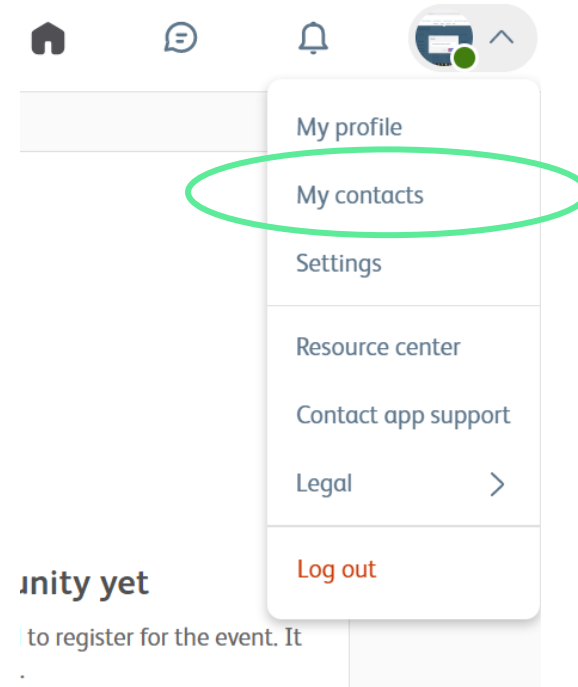 My profile
My contacts
Settings
Resource center
Contact app support
Legal
Log out
yet
to register for the event. It
.